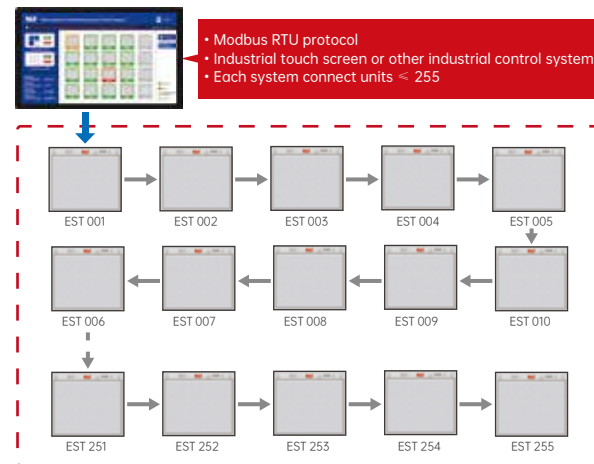 • Modbus RTU protocol
• Industrial touch screen or other industrial control system
• Each system connect units < 255
EST 001
EST 002
EST 003
EST 004
EST 005
EST 006
EST 007
EST 008
EST 009
EST 010
EST 251
EST 252
EST 253
EST 254
EST 255